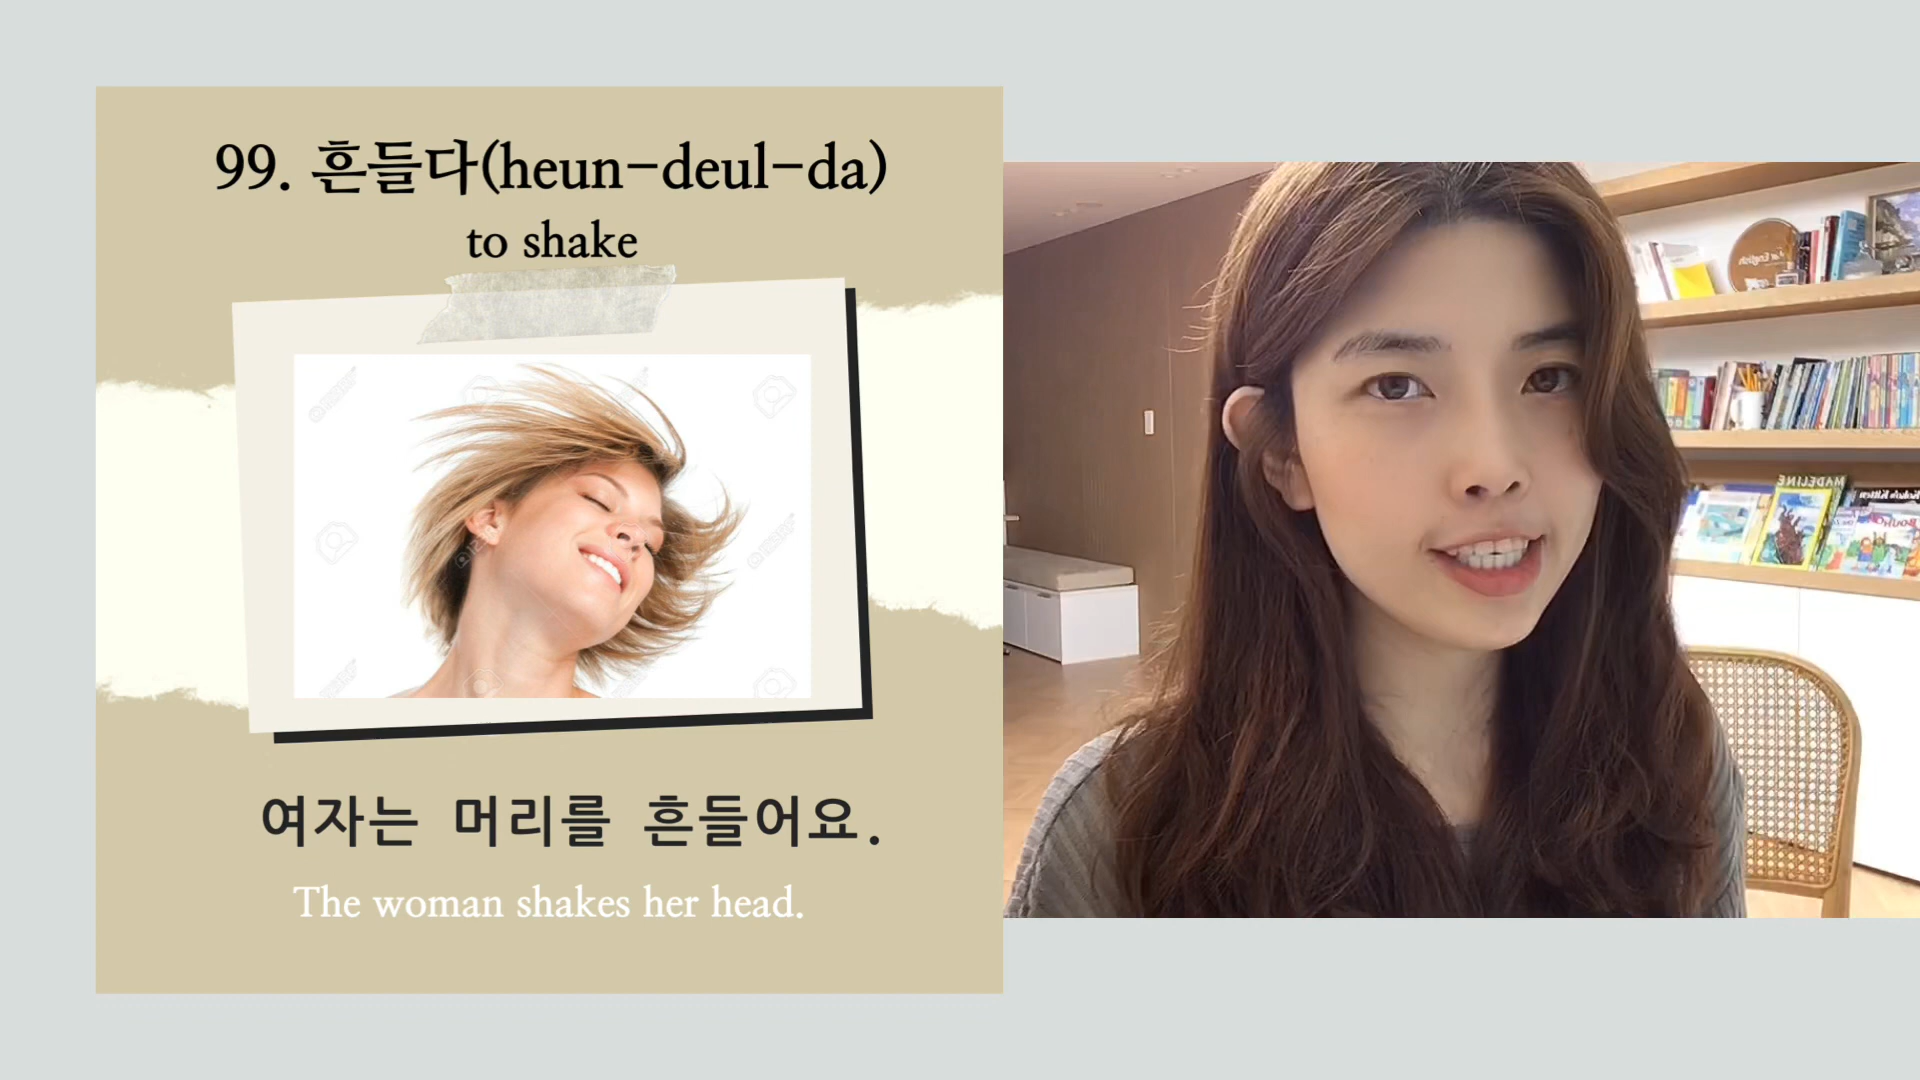 99. 흔들다(heun-deul-da)
to shake
여자는 머리를 흔들어요.
The woman shakes her head.
MADELINE